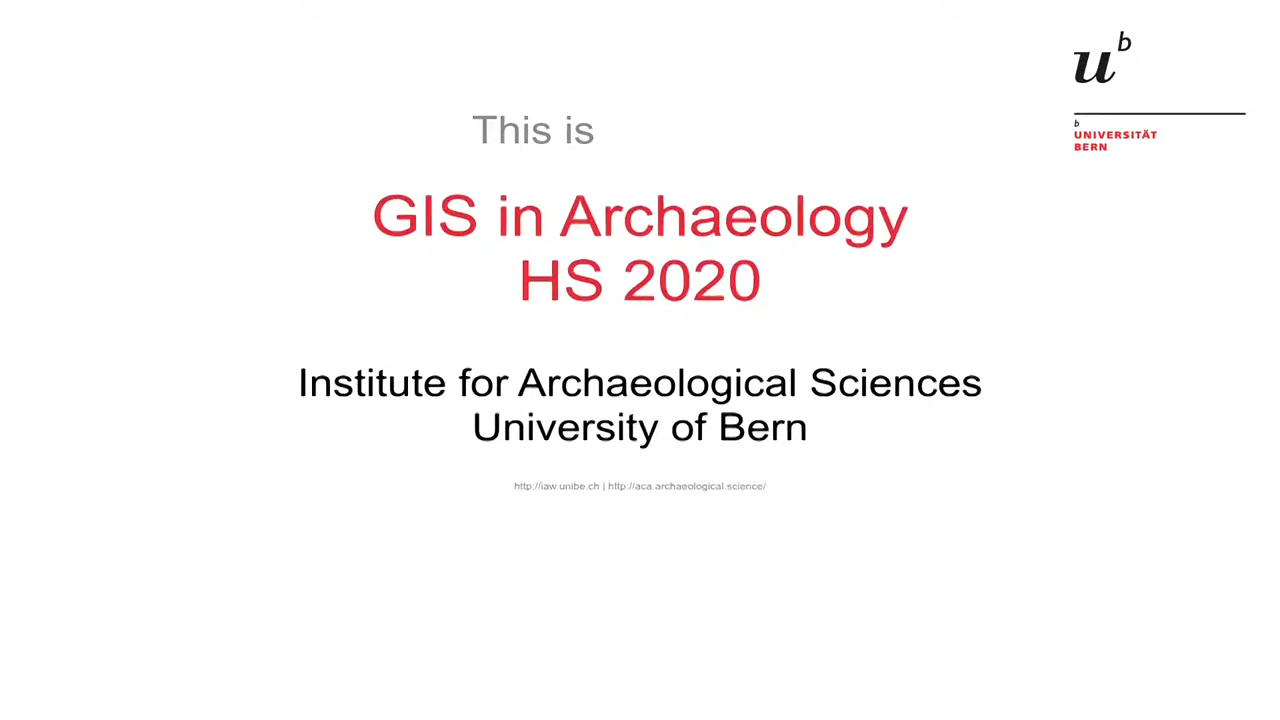 u b
b
UNIVERSITÄT
BERN
This is
GIS in Archaeology
HS 2020
Institute for Archaeological Sciences
University of Bern
http://iaw.unibe.ch | http://aca.archaeological.science/